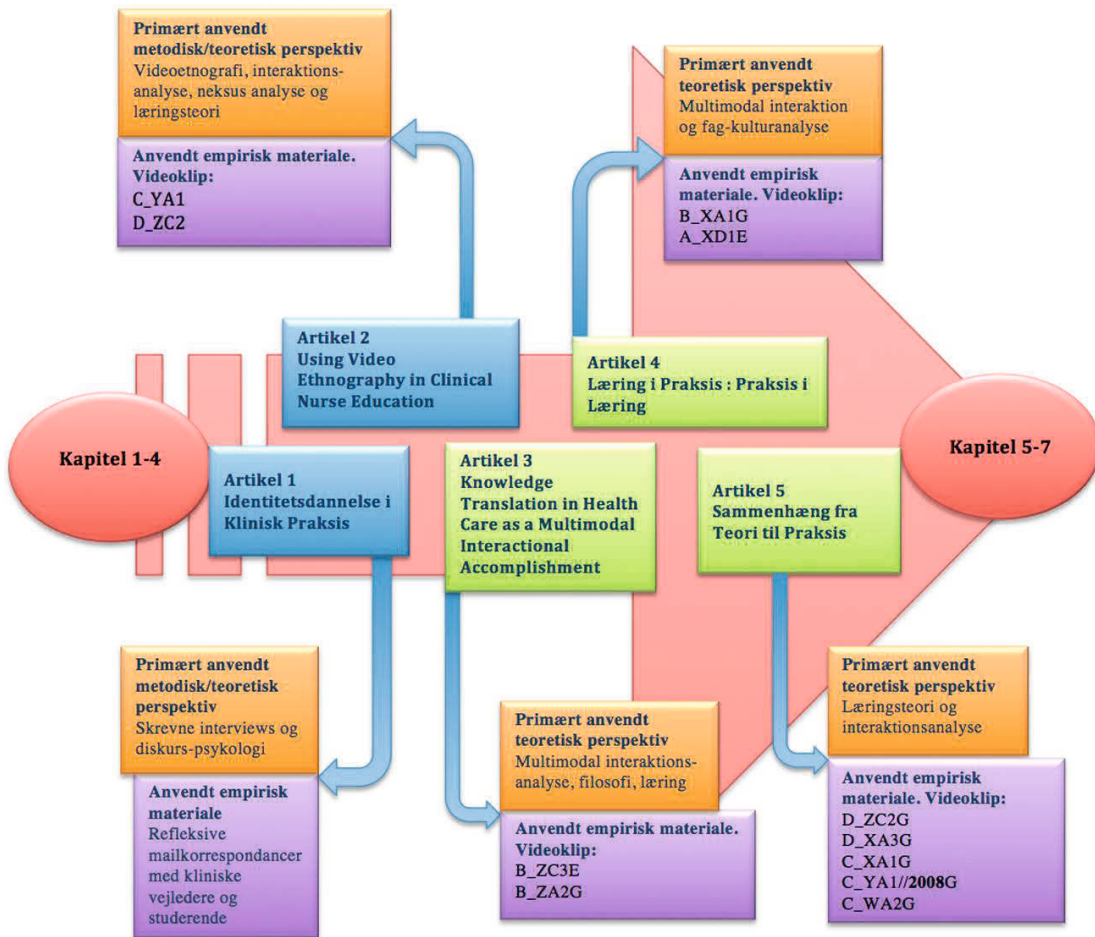 Primært anvendt
metodisk/teoretisk perspektiv
Videoetnografi, interaktions-
analyse, neksus analyse og
læringsteori
Anvendt empirisk materiale.
Videoklip:
C_YA1
D_ZC2
Primært anvendt
teoretisk perspektiv
Multimodal interaktion
og fag-kulturanalyse
Anvendt empirisk
materiale. Videoklip:
B_XA1G
A_XD1E
Artikel 2
Using Video
Ethnography in Clinical
Nurse Education
Artikel 4
Læring i Praksis : Praksis i
Læring
Kapitel 1-4
Artikel 1
Identitetsdannelse i
Klinisk Praksis
Artikel 3
Knowledge
Translation in Health
Care as a Multimodal
Interactional
Accomplishment
Artikel 5
Sammenhæng fra
Teori til Praksis
Kapitel 5-7
Primært anvendt
metodisk/teoretisk
perspektiv
Skrevne interviews og
diskurs-psykologi
Anvendt empirisk
materiale
Refleksive
mailkorrespondancer
med kliniske
vejledere og
studerende
Primært anvendt
teoretisk perspektiv
Multimodal interaktions-
analyse, filosofi, læring
Anvendt empirisk materiale.
Videoklip:
B_ZC3E
B_ZA2G
Primært anvendt
teoretisk perspektiv
Læringsteori og
interaktionsanalyse
Anvendt empirisk
materiale. Videoklip:
D_ZC2G
D_XA3G
C_XA1G
C_YA1//2008G
C_WA2G